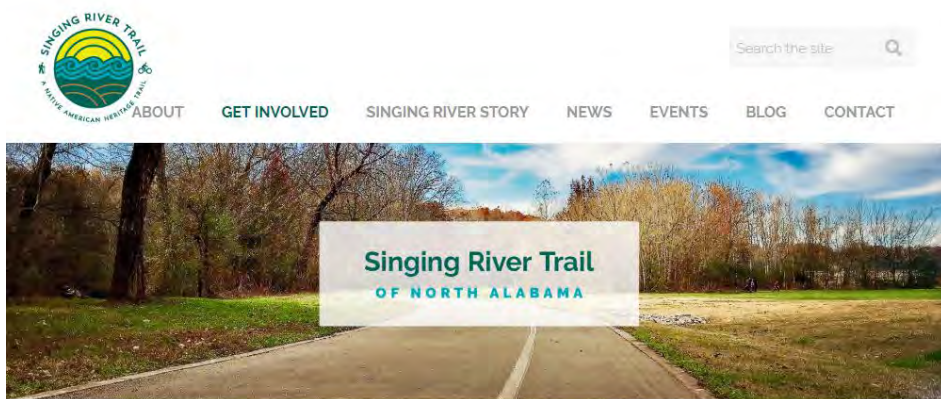 SINGING RIVER TRAIL
A NATIVE AMERICAN HERITAGE TRAIL
Search the site
ABOUT GET INVOLVED SINGING RIVER STORY NEWS EVENTS BLOG CONTACT
Singing River Trail
OF NORTH ALABAMA